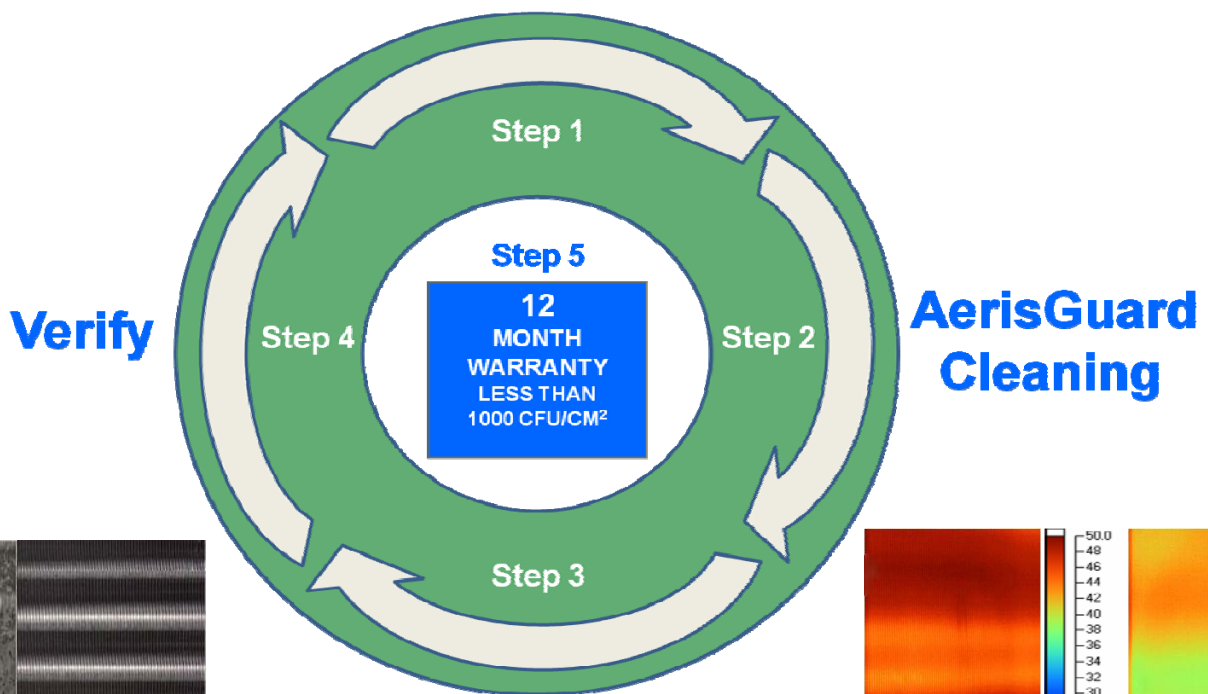 Step 1
Step 5
12
MONTH
WARRANTY
LESS THAN
1000 CFU/CM²
Verify
Step 4
Step 2
AerisGuard
Cleaning
Step 3
50.0
48
46
44
42
40
38
36
34
32
30